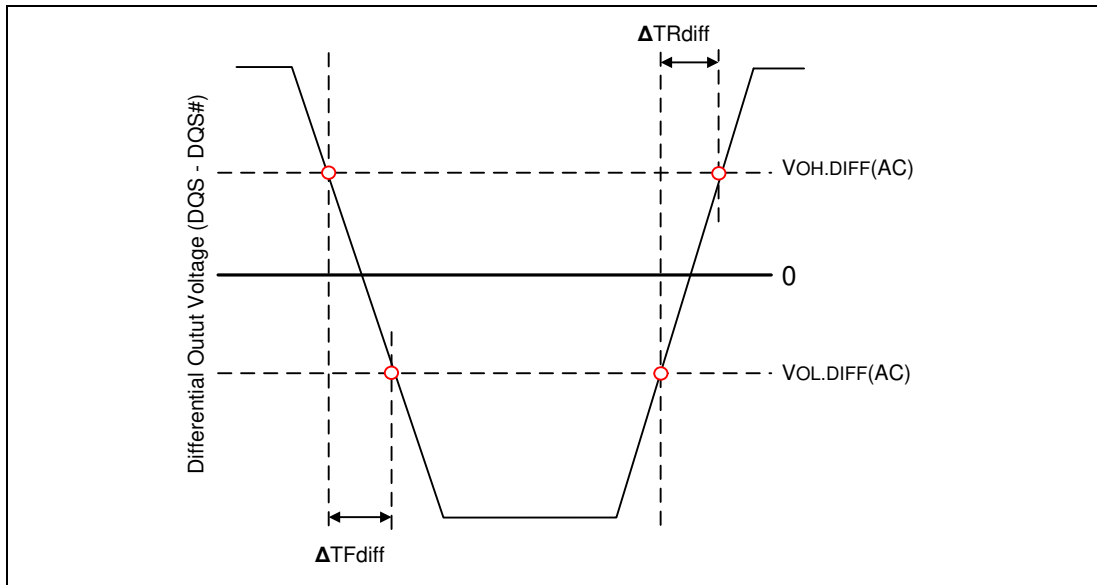 ΔTRdiff
Differential Outut Voltage (DQS - DQS#)
VOH.DIFF(AC)
0
VOL.DIFF(AC)
ΔTFdiff